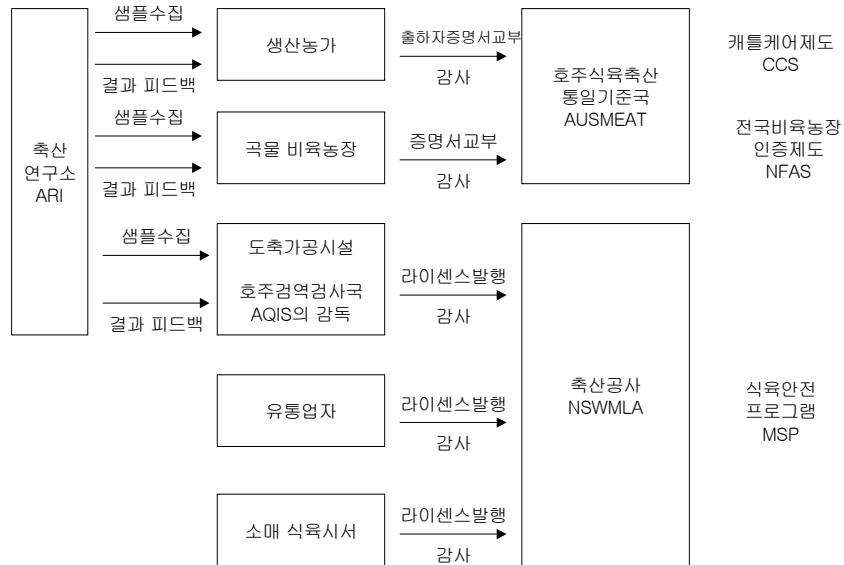 샘플수집
결과 피드백
생산농가
출하자증명서교부
감사
호주식육축산
통일기준국
AUSMEAT
캐틀케어제도
CCS
샘플수집
결과 피드백
곡물 비육농장
증명서교부
감사
전국비육농장
인증제도
NFAS
축산
연구소
ARI
샘플수집
결과 피드백
도축가공시설
호주검역검사국
AQIS의 감독
라이센스발행
감사
유통업자
라이센스발행
감사
축산공사
NSWMLA
식육안전
프로그램
MSP
소매 식육시서
라이센스발행
감사